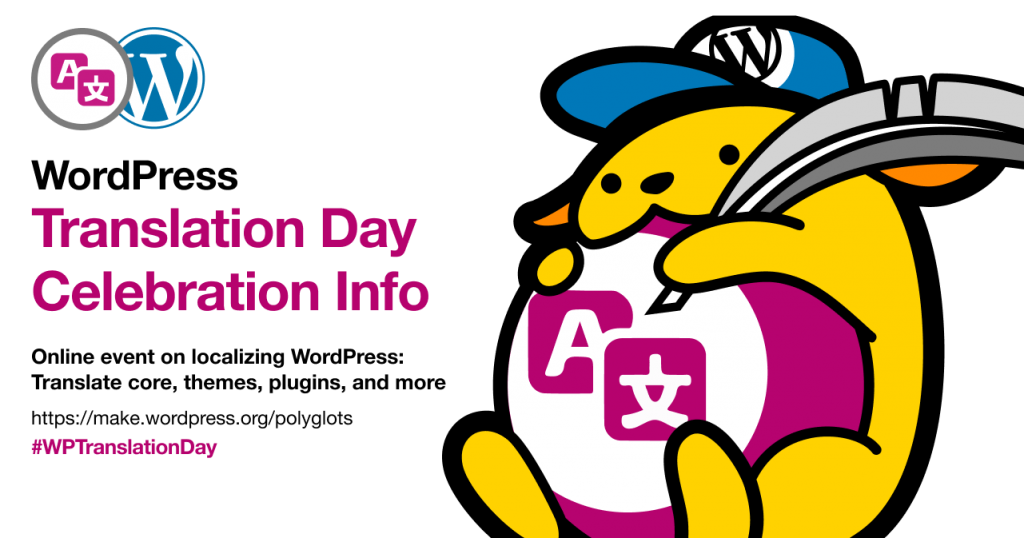 A 文 W
W
WordPress
Translation Day
Celebration Info
Online event on localizing WordPress:
Translate core, themes, plugins, and more
https://make.wordpress.org/polyglots
#WPTranslationDay
A
文